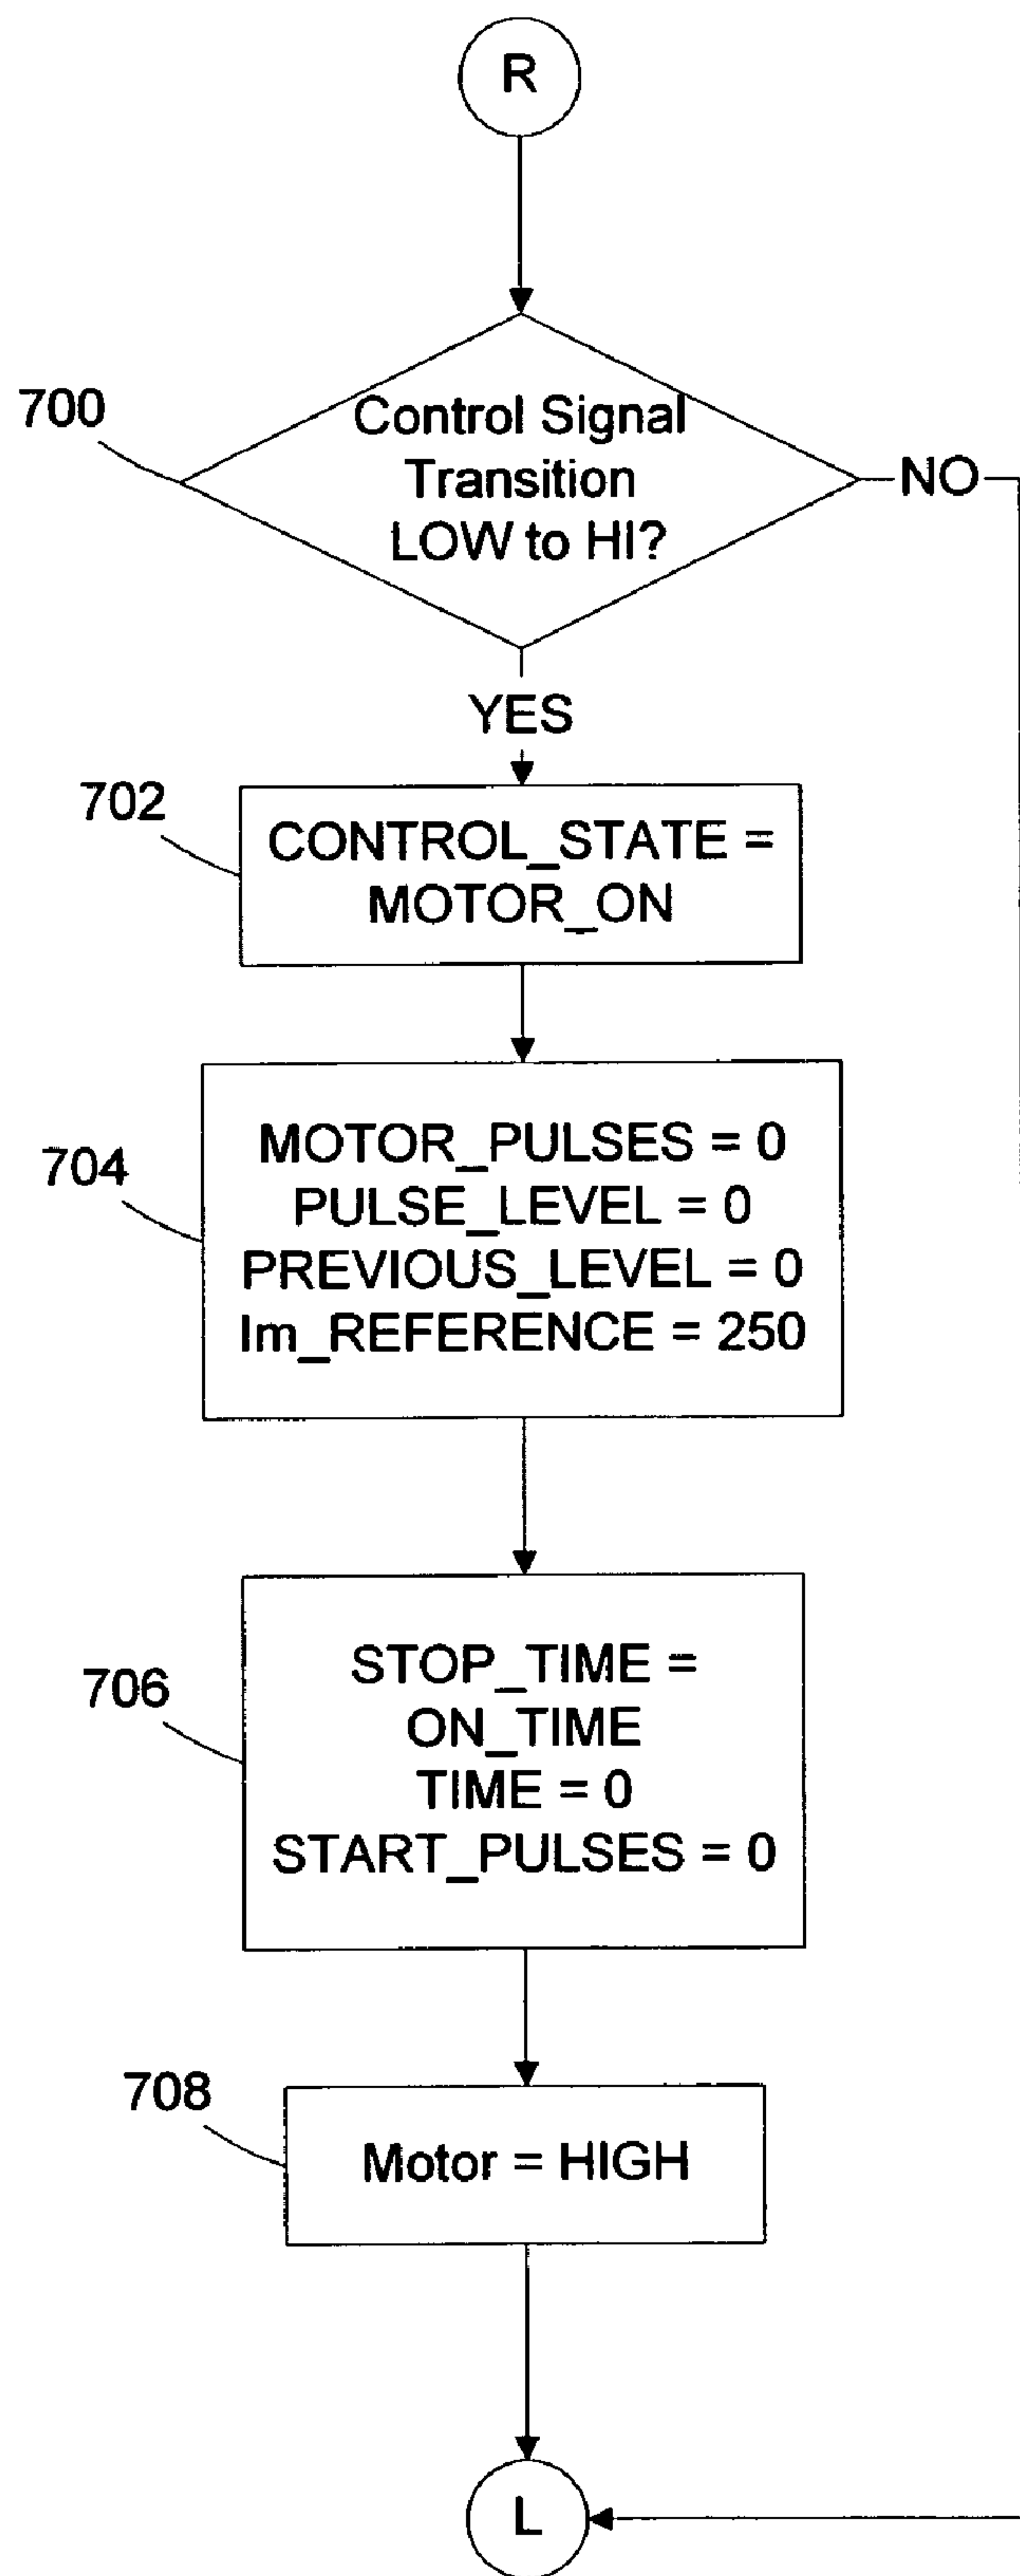 R
700
Control Signal
Transition
LOW to HI?
NO
YES
702
CONTROL_STATE =
MOTOR_ON
704
MOTOR_PULSES = 0
PULSE_LEVEL = 0
PREVIOUS_LEVEL = 0
Im_REFERENCE = 250
706
STOP_TIME =
ON_TIME
TIME = 0
START_PULSES = 0
708
Motor = HIGH
L